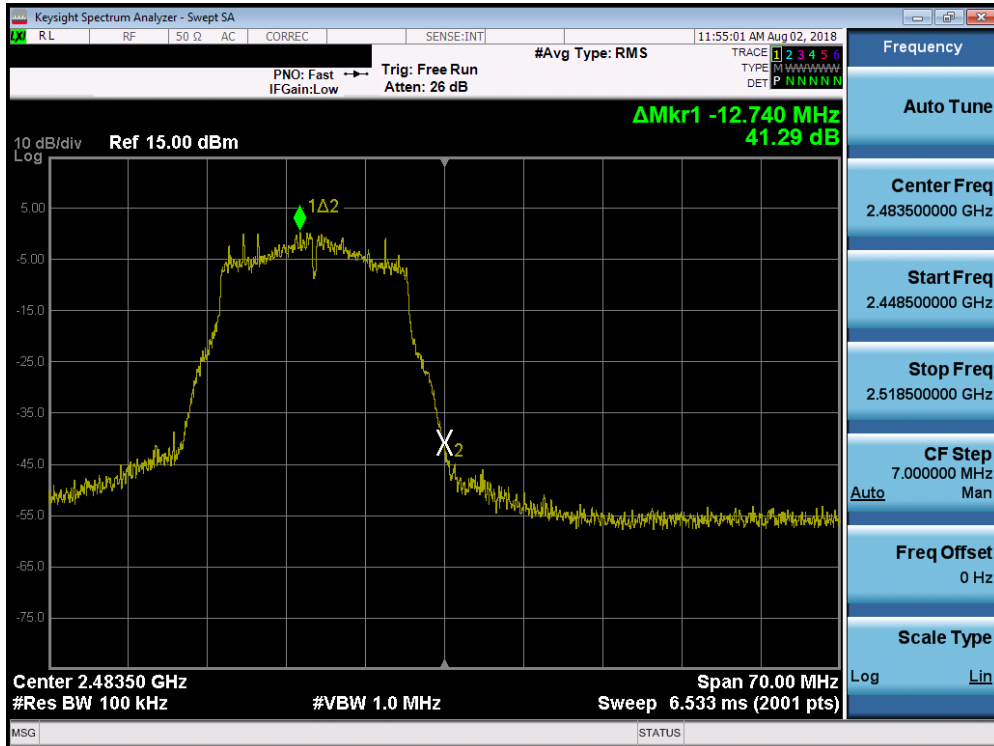 Keysight Spectrum Analyzer - Swept SA
LXI RL RF 50 Ω AC CORREC SENSE:INT 11:55:01 AM Aug 02, 2018
#Avg Type: RMS
TRACE 1 2 3 4 5 6
TYPE M W W W W W
DET P N N N N N
PNO: Fast
IFGain:Low
Trig: Free Run
Atten: 26 dB
ΔMkr1 -12.740 MHz
41.29 dB
10 dB/div Ref 15.00 dBm
Log
1Δ2
5.00
-5.00
-15.0
-25.0
-35.0
2
-45.0
-55.0
-65.0
-75.0
Center 2.48350 GHz Span 70.00 MHz
#Res BW 100 kHz #VBW 1.0 MHz Sweep 6.533 ms (2001 pts)
MSG STATUS
Frequency
Auto Tune
Center Freq
2.483500000 GHz
Start Freq
2.448500000 GHz
Stop Freq
2.518500000 GHz
CF Step
7.000000 MHz
Auto Man
Freq Offset
0 Hz
Scale Type
Log Lin